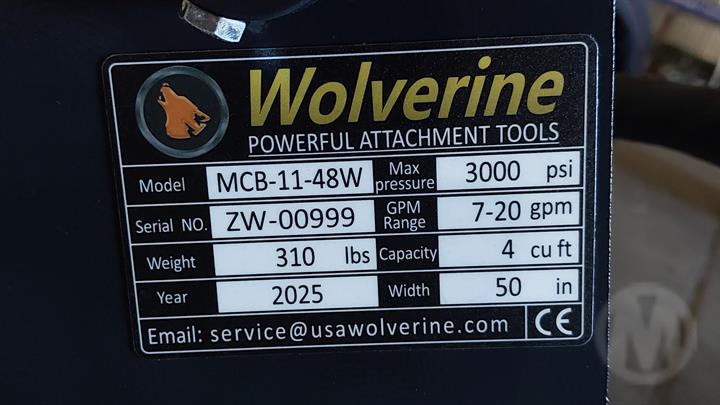 Wolverine
POWERFUL ATTACHMENT TOOLS
Model MCB-11-48W Max pressure 3000 psi
Serial NO. ZW-00999 GPM Range 7-20 gpm
Weight 310 lbs Capacity 4 cu ft
Year 2025 Width 50 in
Email: service@usawolverine.com CE
M